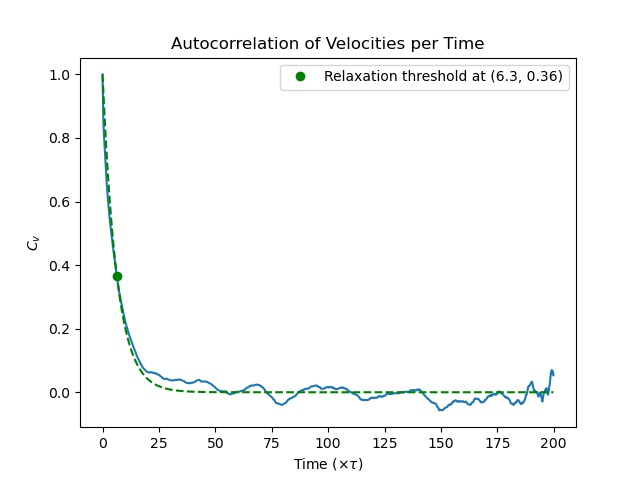 Autocorrelation of Velocities per Time
Relaxation threshold at (6.3, 0.36)
1.0
0.8
0.6
0.4
0.2
0.0
C_v
0 25 50 75 100 125 150 175 200
Time (×τ)